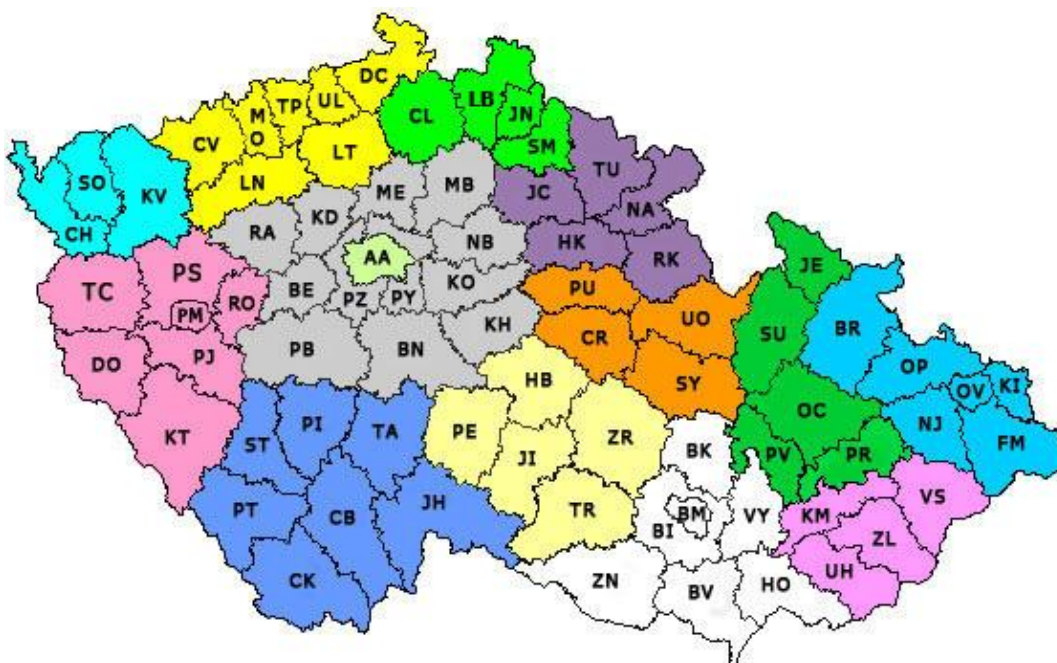 DC
TP
UL
LB
M
O
CL
JN
CV
LT
SM
TU
SO
KV
LN
ME
MB
JC
KD
NA
CH
RA
NB
HK
AA
RK
PS
JE
TC
RO
BE
PZ
PY
KO
PU
PM
UO
SU
BR
KH
DO
PJ
PB
BN
CR
OP
HB
SY
OV
KI
OC
KT
ST
PI
TA
PE
ZR
NJ
FM
JI
BK
PV
PR
VS
PT
CB
JH
TR
BM
VY
KM
BI
ZL
CK
ZN
BV
HO
UH